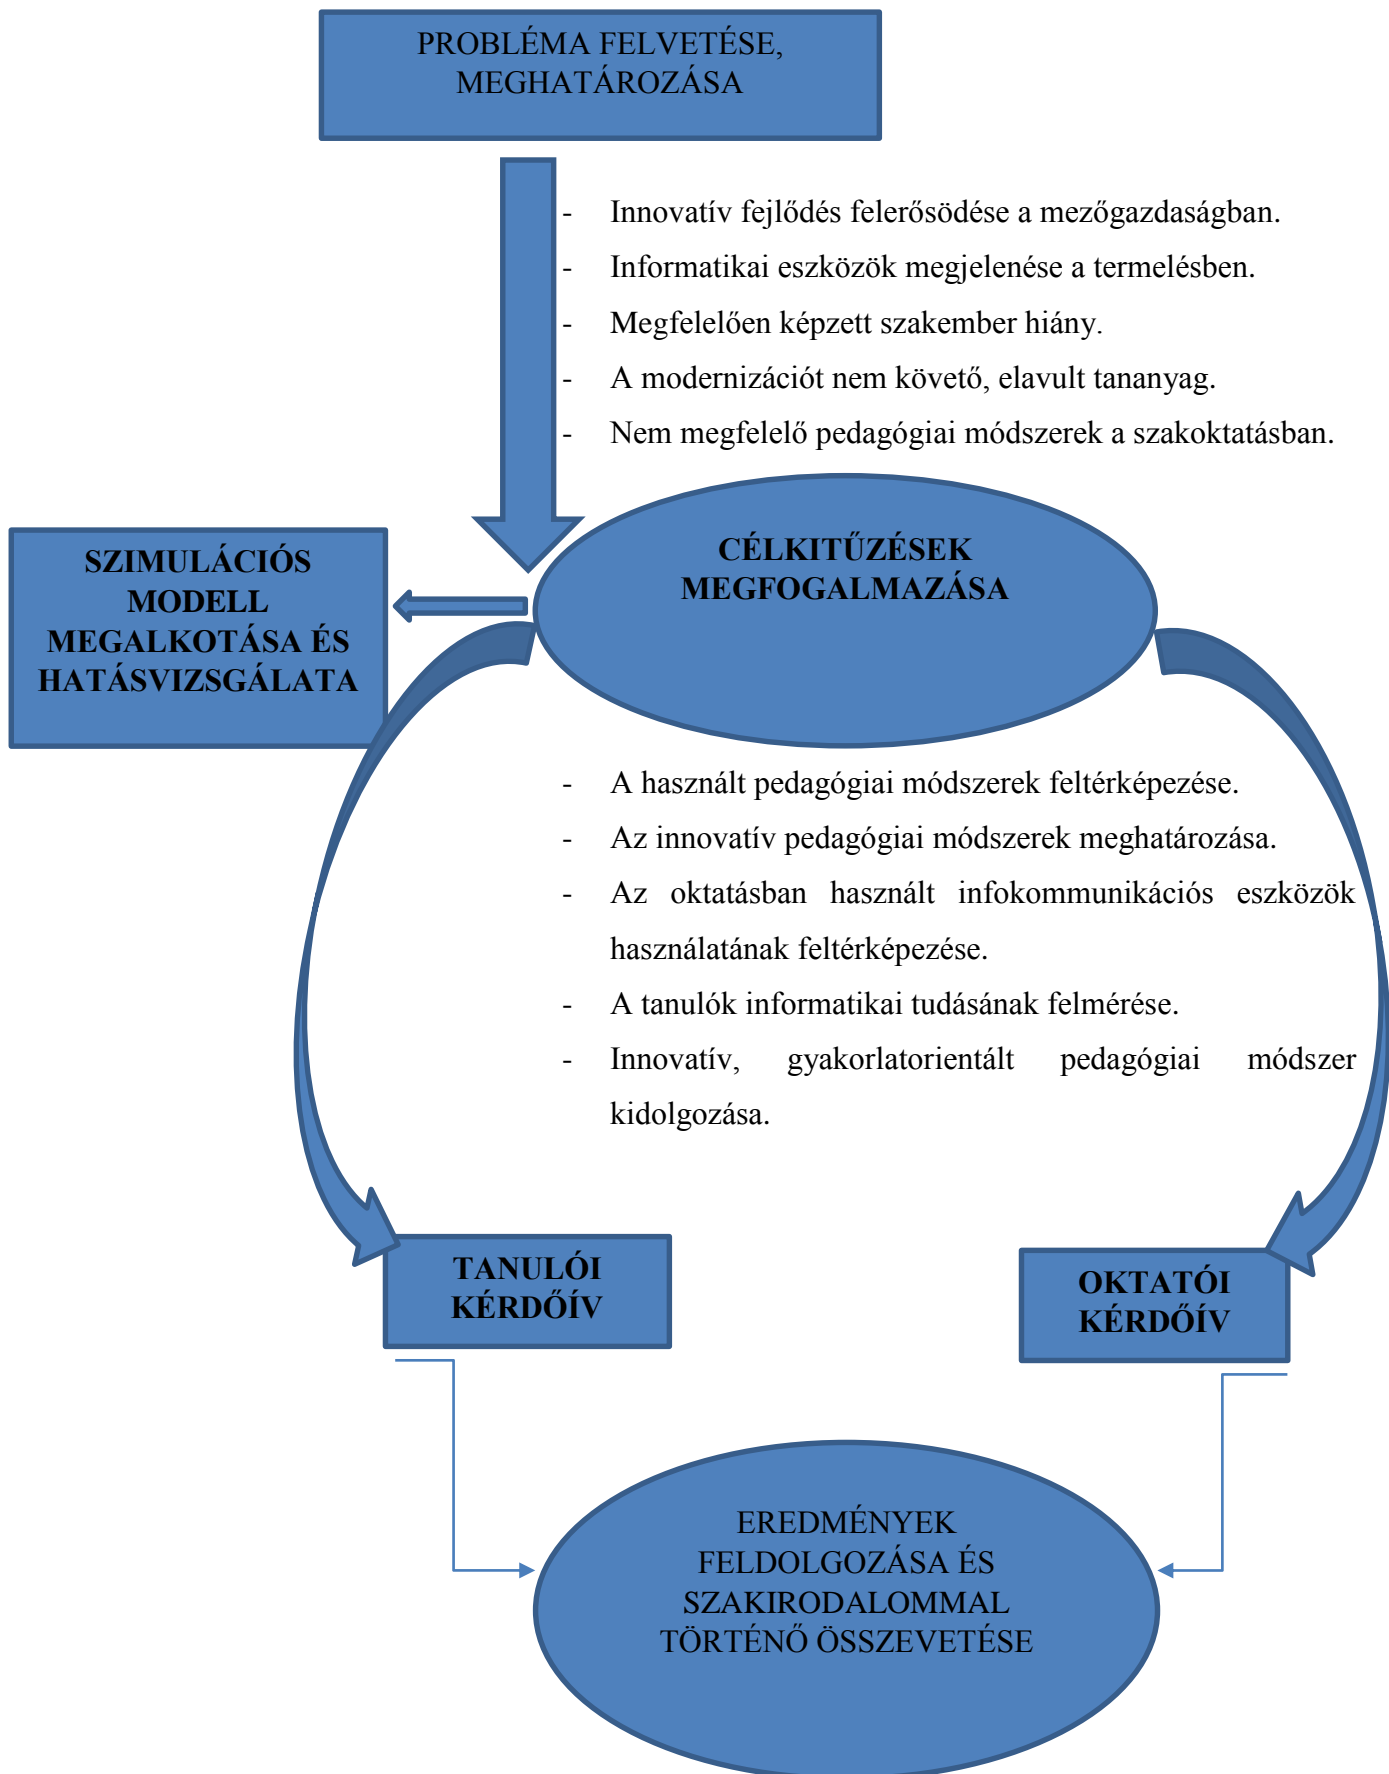 PROBLÉMA FELVETÉSE,
MEGHATÁROZÁSA
- Innovatív fejlődés felerősödése a mezőgazdaságban.
- Informatikai eszközök megjelenése a termelésben.
- Megfelelően képzett szakember hiány.
- A modernizációt nem követő, elavult tananyag.
- Nem megfelelő pedagógiai módszerek a szakoktatásban.
CÉLKITŰZÉSEK
MEGFOGALMAZÁSA
SZIMULÁCIÓS
MODELL
MEGALKOTÁSA ÉS
HATÁSVIZSGÁLATA
- A használt pedagógiai módszerek feltérképezése.
- Az innovatív pedagógiai módszerek meghatározása.
- Az oktatásban használt infokommunikációs eszközök
használatának feltérképezése.
- A tanulók informatikai tudásának felmérése.
- Innovatív, gyakorlatorientált pedagógiai módszer
kidolgozása.
TANULÓI
KÉRDŐÍV
OKTATÓI
KÉRDŐÍV
EREDMÉNYEK
FELDOLGOZÁSA ÉS
SZAKIRODALOMMAL
TÖRTÉNŐ ÖSSZEVETÉSE